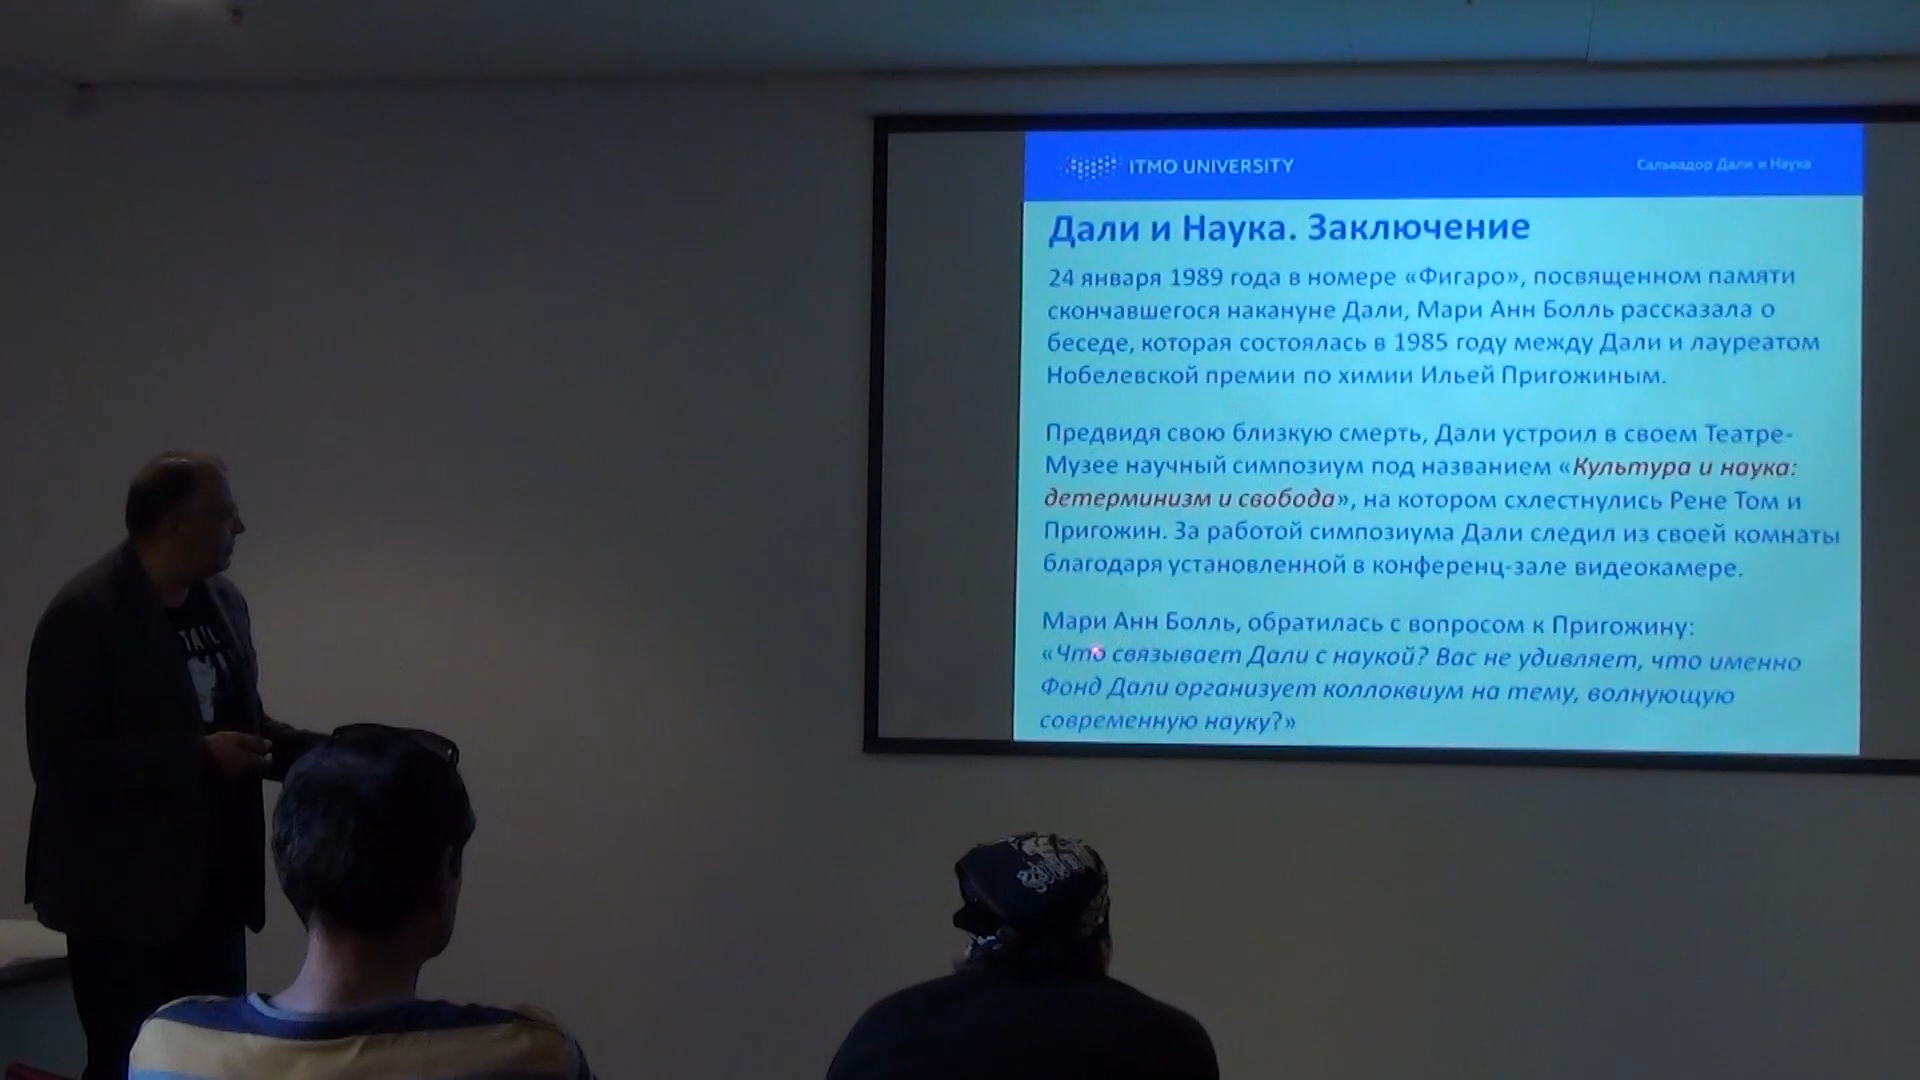 ITMO UNIVERSITY
Сальвадор Дали и Наука
Дали и Наука. Заключение
24 января 1989 года в номере «Фигаро», посвященном памяти
скончавшегося накануне Дали, Мари Анн Болль рассказала о
беседе, которая состоялась в 1985 году между Дали и лауреатом
Нобелевской премии по химии Ильей Пригожиным.
Предвидя свою близкую смерть, Дали устроил в своем Театре-
Музее научный симпозиум под названием «Культура и наука:
детерминизм и свобода», на котором схлестнулись Рене Том и
Пригожин. За работой симпозиума Дали следил из своей комнаты
благодаря установленной в конференц-зале видеокамере.
Мари Анн Болль, обратилась с вопросом к Пригожину:
«Что связывает Дали с наукой? Вас не удивляет, что именно
Фонд Дали организует коллоквиум на тему, волнующую
современную науку?»